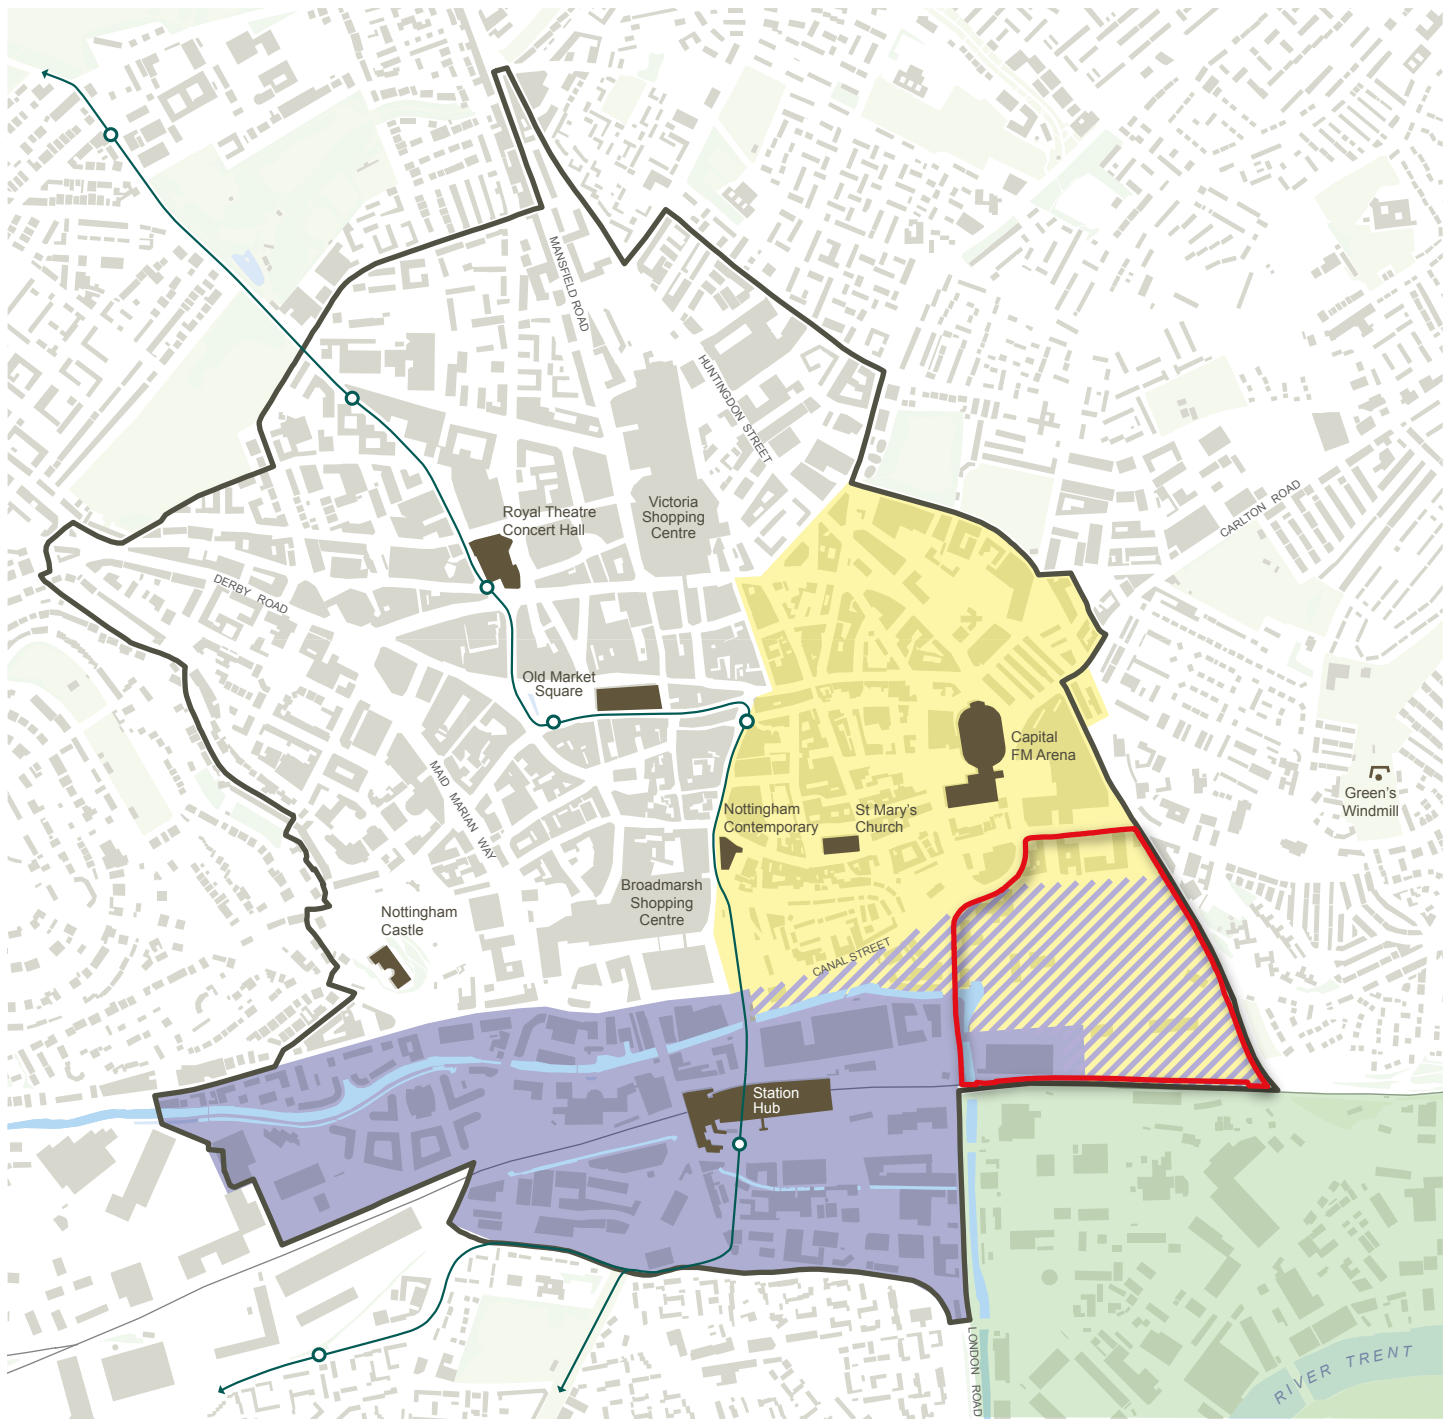 MANSFIELD ROAD
HUNTINGDON STREET
CARLTON ROAD
Royal Theatre
Concert Hall
Victoria
Shopping
Centre
DERBY ROAD
Old Market
Square
Capital
FM Arena
MAID MARIAN WAY
Green's
Windmill
Nottingham
Contemporary
St Mary's
Church
Broadmarsh
Shopping
Centre
Nottingham
Castle
CANAL STREET
Station
Hub
LONDON ROAD
RIVER TRENT